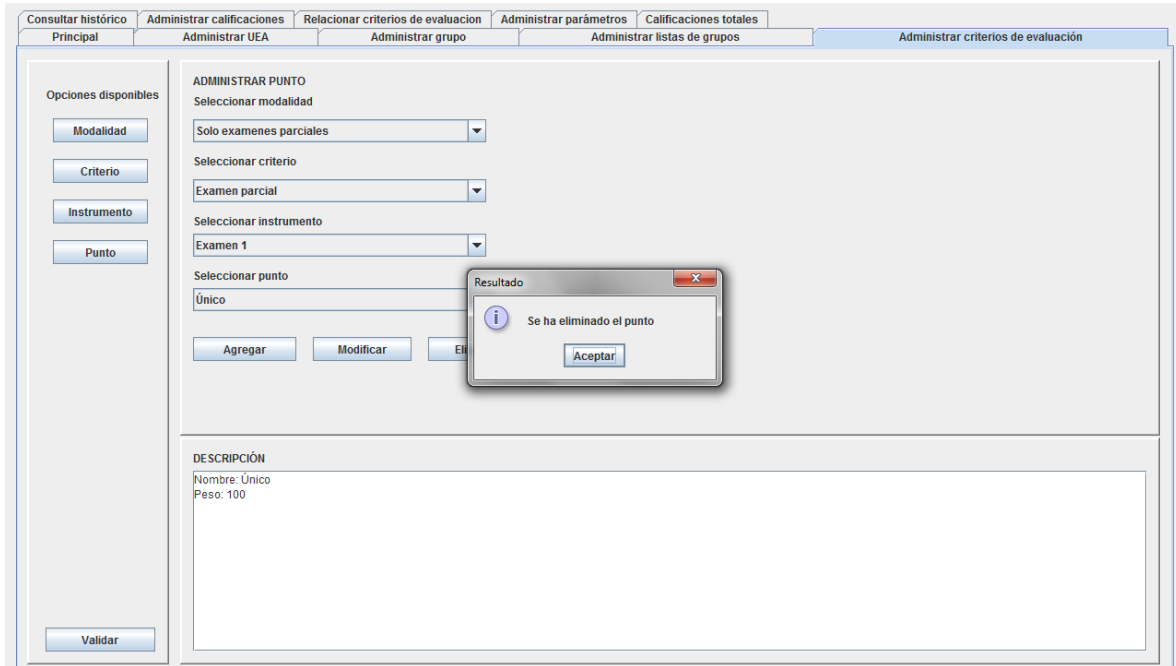 Consultar histórico Administrar calificaciones Relacionar criterios de evaluacion Administrar parámetros Calificaciones totales
Principal Administrar UEA Administrar grupo Administrar listas de grupos Administrar criterios de evaluación
Opciones disponibles
Modalidad
Criterio
Instrumento
Punto
Validar
ADMINISTRAR PUNTO
Seleccionar modalidad
Solo examenes parciales
Seleccionar criterio
Examen parcial
Seleccionar instrumento
Examen 1
Seleccionar punto
Único
Agregar Modificar
Resultado
Se ha eliminado el punto
Aceptar
DESCRIPCIÓN
Nombre: Único
Peso: 100